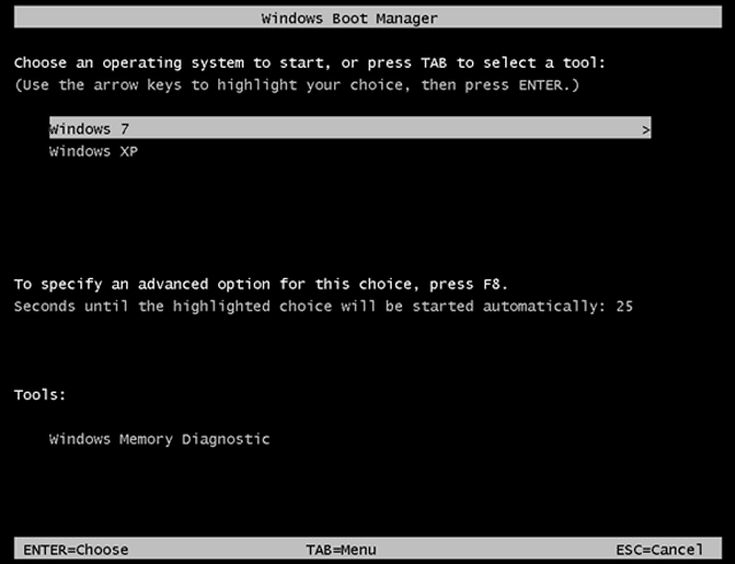 Windows Boot Manager
Choose an operating system to start, or press TAB to select a tool:
(Use the arrow keys to highlight your choice, then press ENTER.)
Windows 7 >
Windows XP
To specify an advanced option for this choice, press F8.
Seconds until the highlighted choice will be started automatically: 25
Tools:
Windows Memory Diagnostic
ENTER=Choose TAB=Menu ESC=Cancel